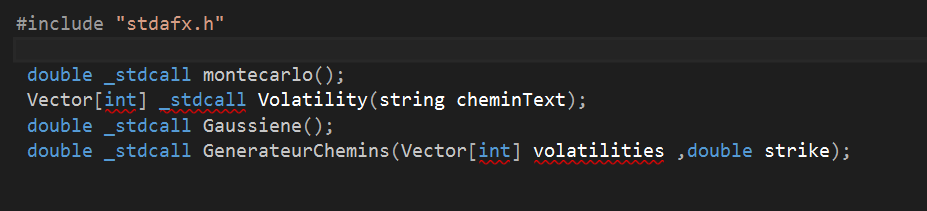 #include "stdafx.h"
double _stdcall montecarlo();
Vector[int] _stdcall Volatility(string cheminText);
double _stdcall Gaussiene();
double _stdcall GenerateurChemins(Vector[int] volatilities ,double strike);